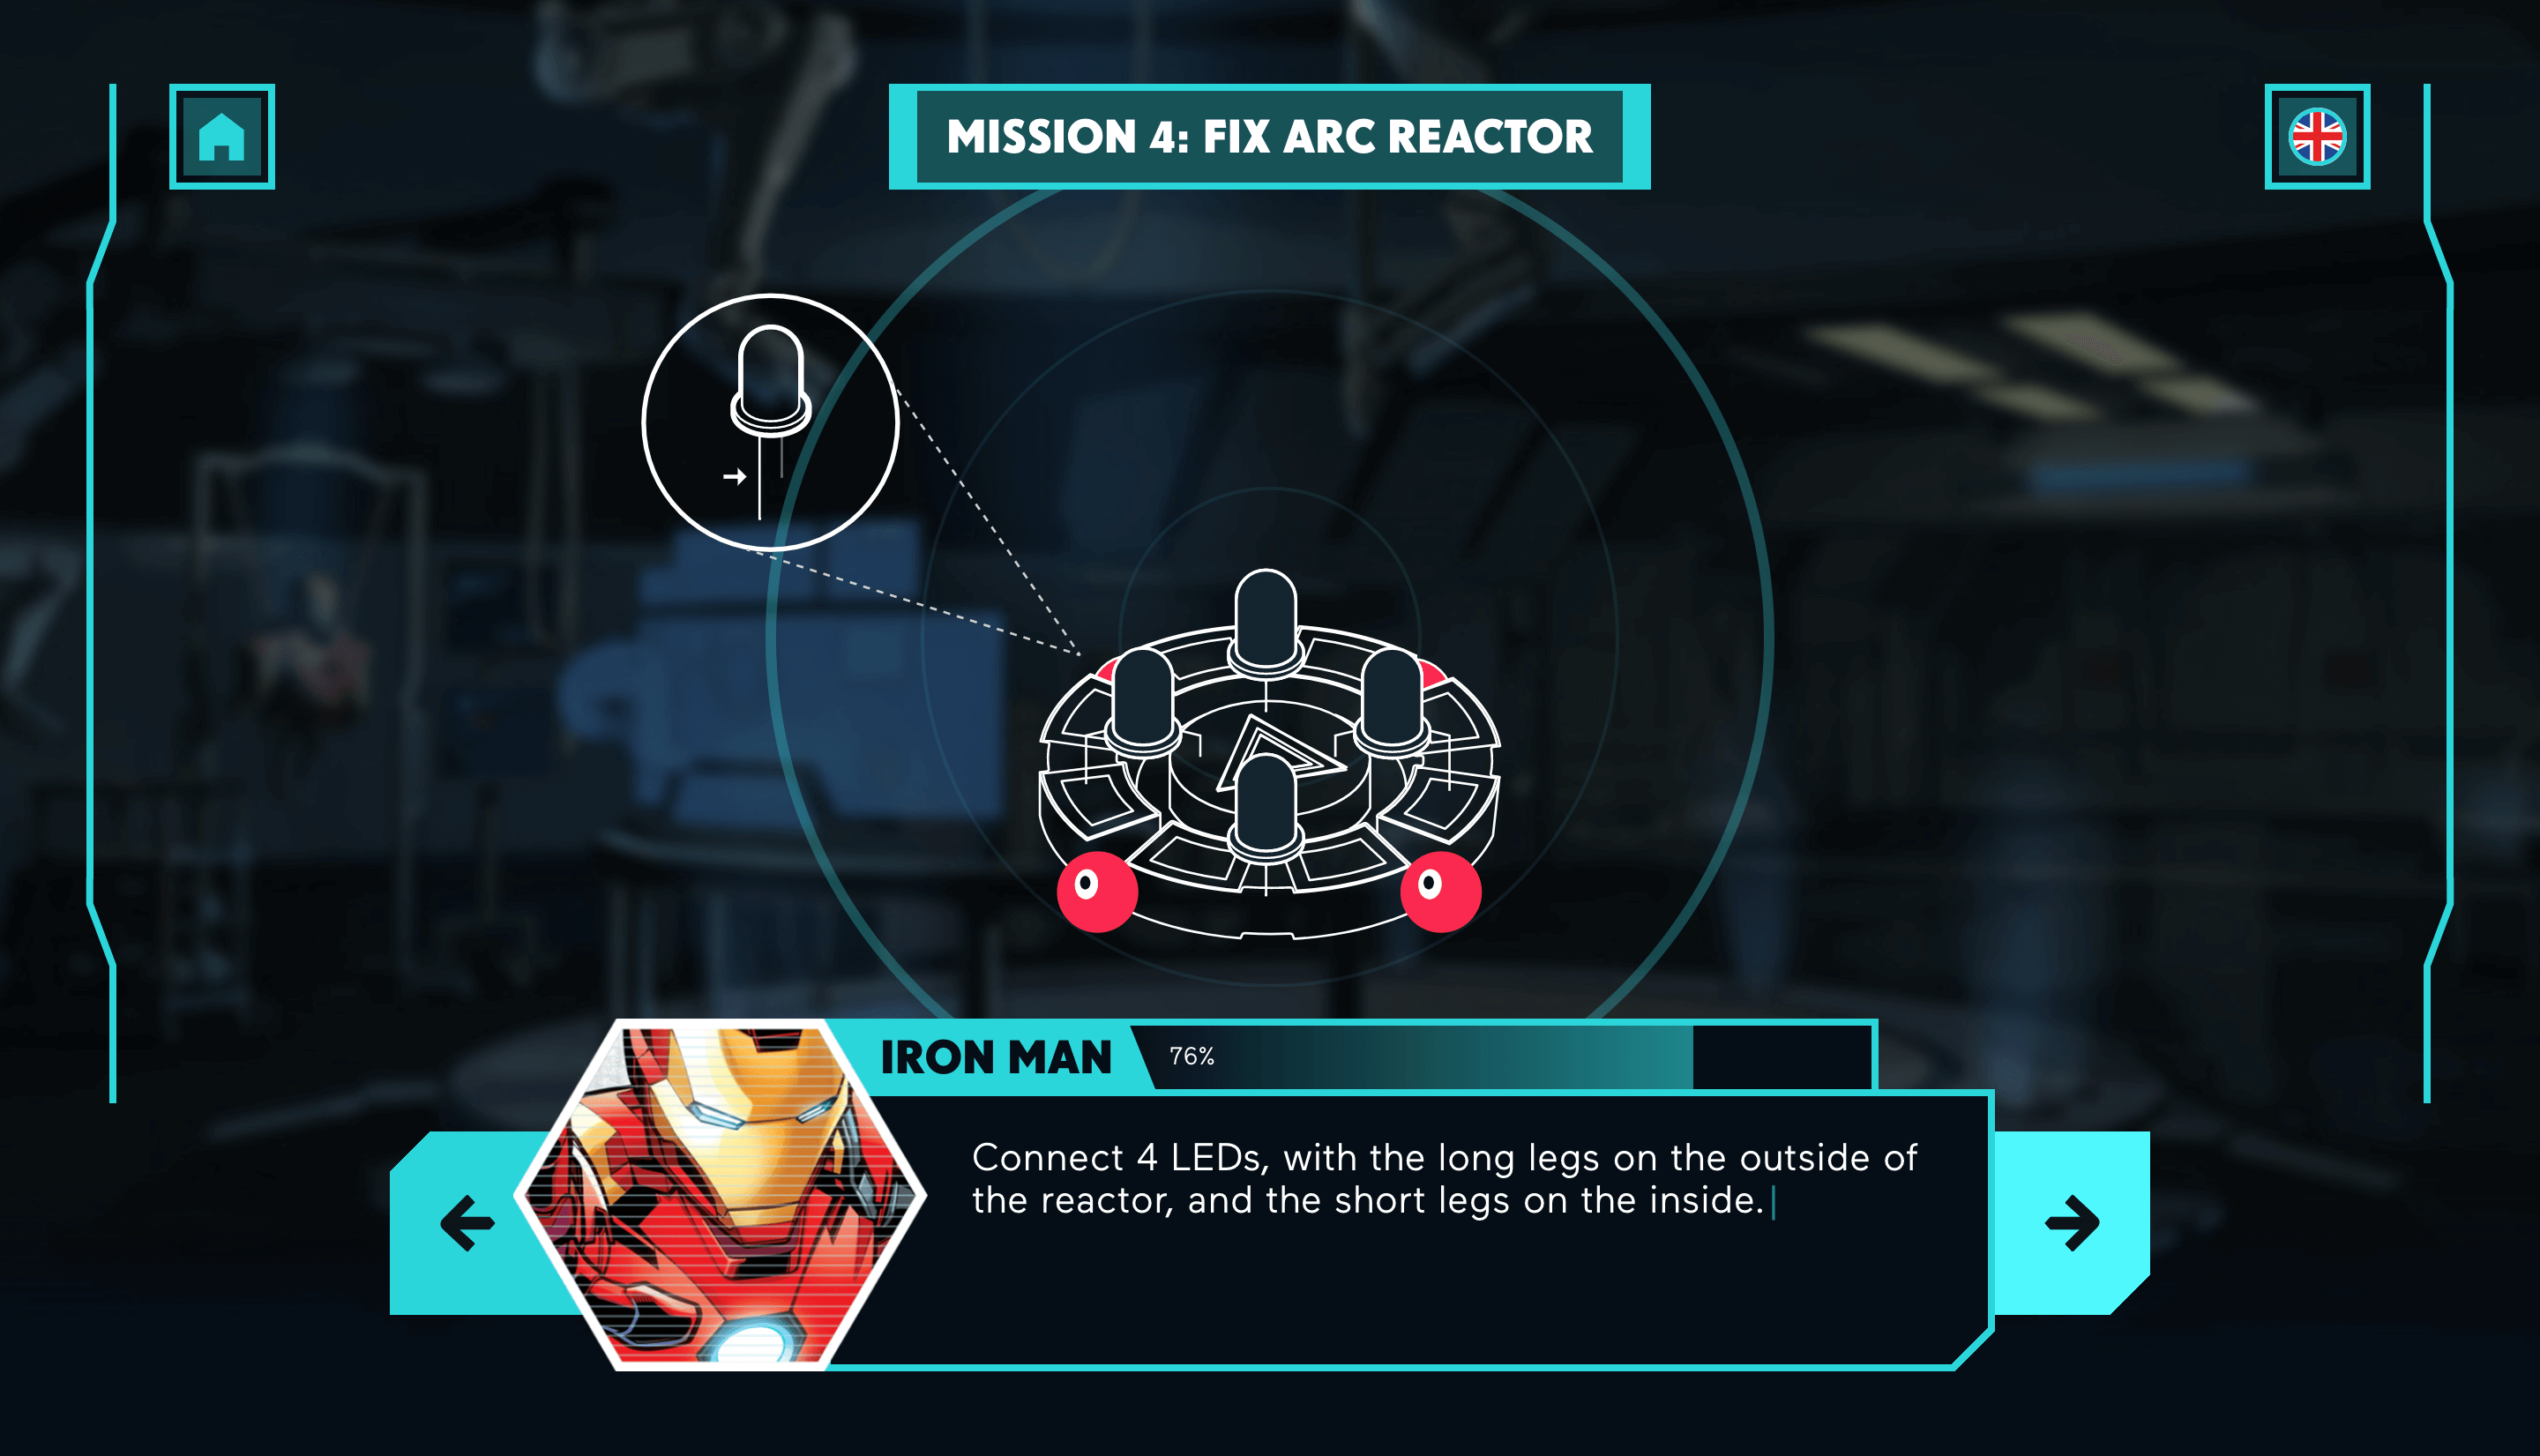 MISSION 4: FIX ARC REACTOR
IRON MAN
76%
Connect 4 LEDs, with the long legs on the outside of
the reactor, and the short legs on the inside.